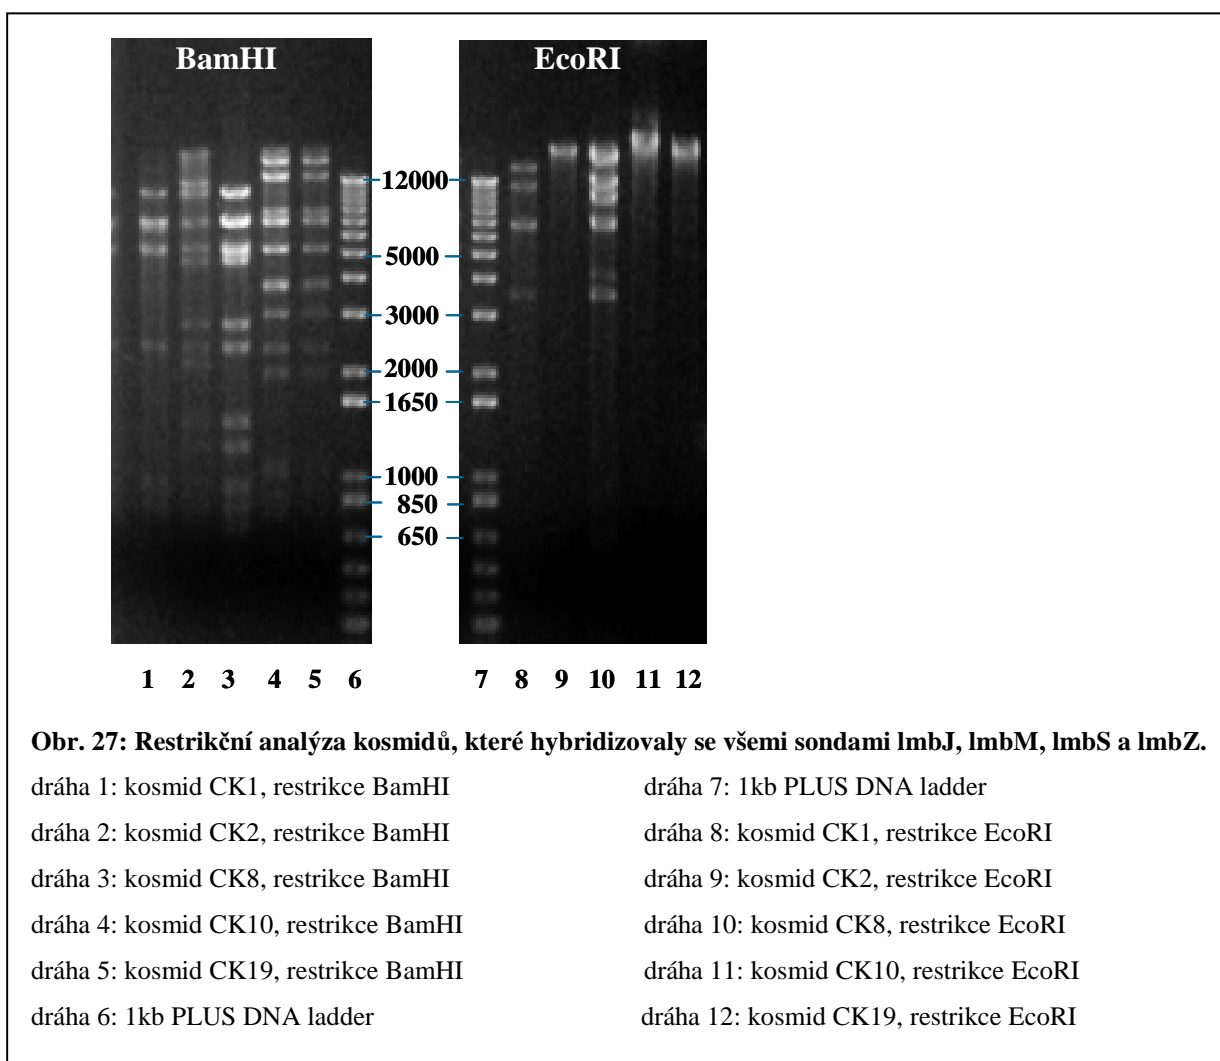 BamHI EcoRI
12000
5000
3000
2000
1650
1000
850
650
1 2 3 4 5 6 7 8 9 10 11 12
Obr. 27: Restrikční analýza kosmidů, které hybridizovaly se všemi sondami lmbJ, lmbM, lmbS a lmbZ.
dráha 1: kosmid CK1, restrikce BamHI dráha 7: 1kb PLUS DNA ladder
dráha 2: kosmid CK2, restrikce BamHI dráha 8: kosmid CK1, restrikce EcoRI
dráha 3: kosmid CK8, restrikce BamHI dráha 9: kosmid CK2, restrikce EcoRI
dráha 4: kosmid CK10, restrikce BamHI dráha 10: kosmid CK8, restrikce EcoRI
dráha 5: kosmid CK19, restrikce BamHI dráha 11: kosmid CK10, restrikce EcoRI
dráha 6: 1kb PLUS DNA ladder dráha 12: kosmid CK19, restrikce EcoRI